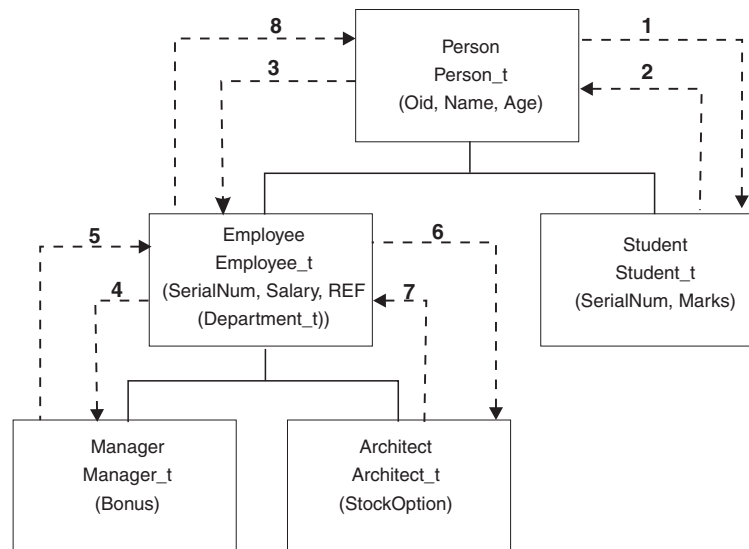 8
1
Person
Person_t
(Oid, Name, Age)
3
2
5
Employee
Employee_t
(SerialNum, Salary, REF
(Department_t))
6
4
7
Student
Student_t
(SerialNum, Marks)
Manager
Manager_t
(Bonus)
Architect
Architect_t
(StockOption)